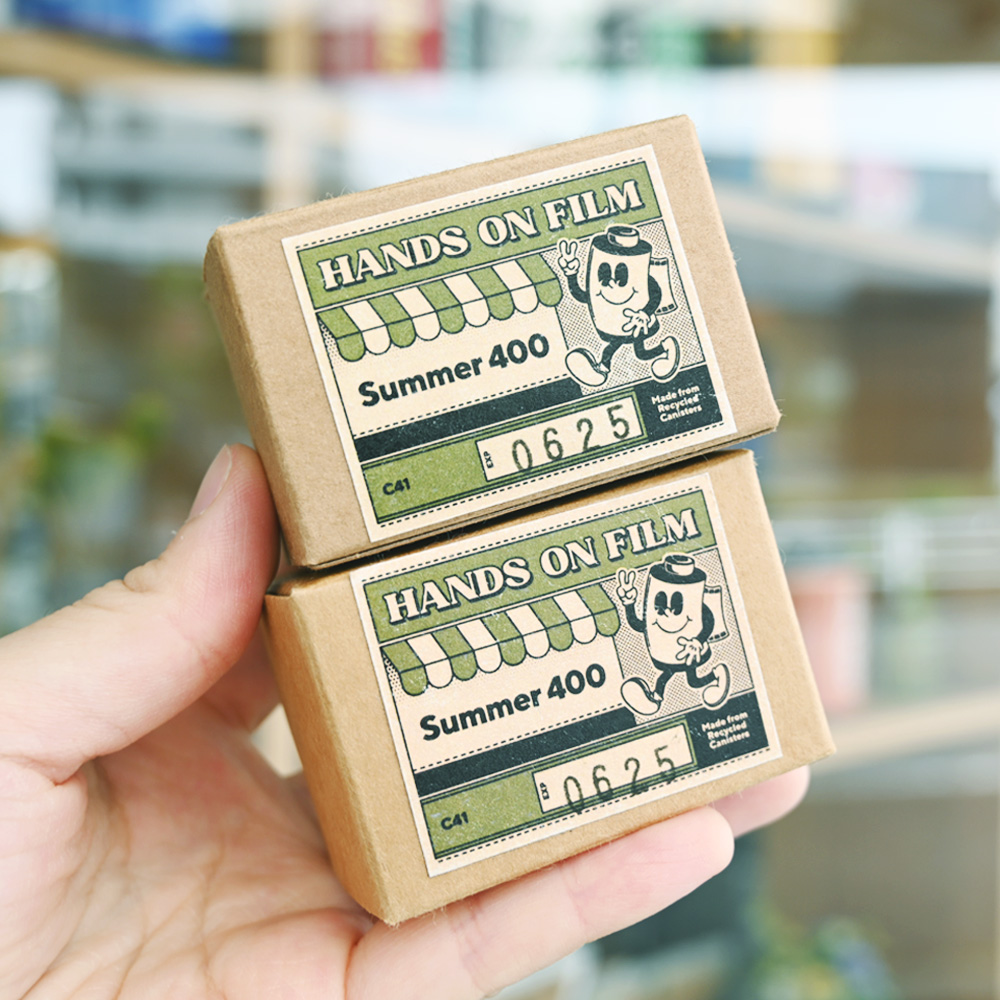 HANDS ON FILM
Summer 400
Made from
Recycled
Canisters
EXP 0625
C41
HANDS ON FILM
Summer 400
Made from
Recycled
Canisters
EXP 0625
C41